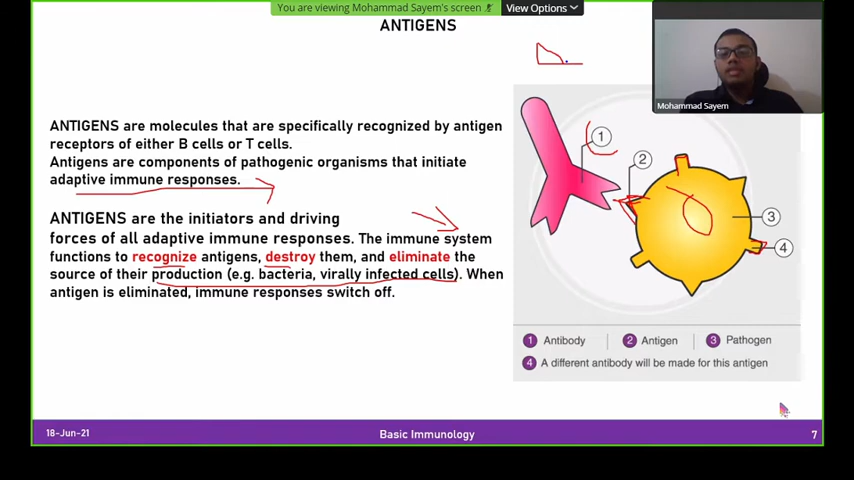 You are viewing Mohammad Sayem's screen
View Options
ANTIGENS
Mohammad Sayem
ANTIGENS are molecules that are specifically recognized by antigen
receptors of either B cells or T cells.
Antigens are components of pathogenic organisms that initiate
adaptive immune responses.
ANTIGENS are the initiators and driving
forces of all adaptive immune responses. The immune system
functions to recognize antigens, destroy them, and eliminate the
source of their production (e.g. bacteria, virally infected cells). When
antigen is eliminated, immune responses switch off.
1
2
3
4
1 Antibody 2 Antigen 3 Pathogen
4 A different antibody will be made for this antigen
18-Jun-21 Basic Immunology 7